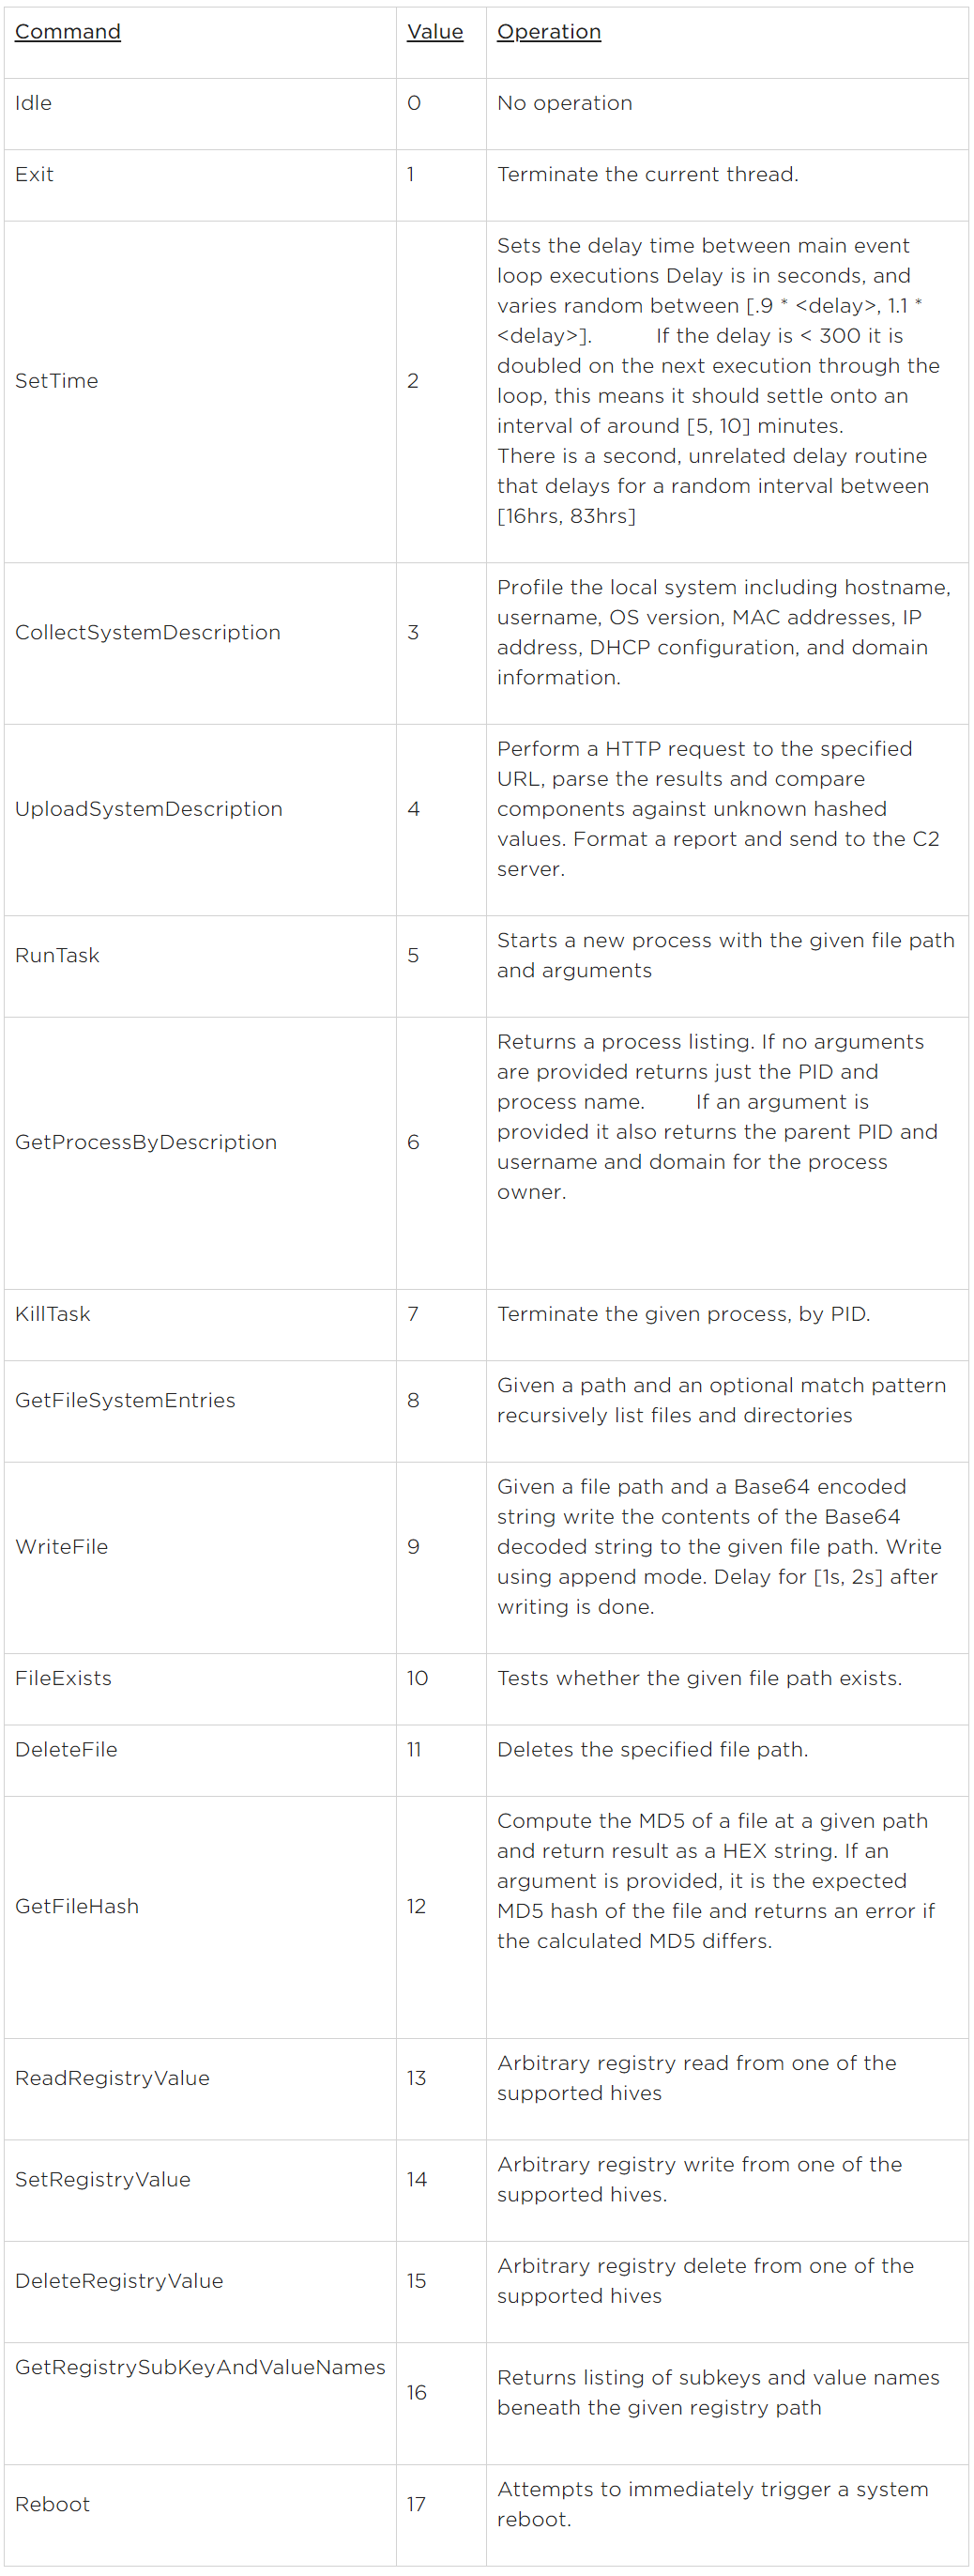 Command Value Operation
Idle 0 No operation
Exit 1 Terminate the current thread.
Sets the delay time between main event
loop executions Delay is in seconds, and
varies random between [.9 * <delay>, 1.1 *
<delay>]. If the delay is < 300 it is
doubled on the next execution through the
SetTime 2 loop, this means it should settle onto an
interval of around [5, 10] minutes.
There is a second, unrelated delay routine
that delays for a random interval between
[16hrs, 83hrs]
CollectSystemDescription 3 Profile the local system including hostname,
username, OS version, MAC addresses, IP
address, DHCP configuration, and domain
information.
UploadSystemDescription 4 Perform a HTTP request to the specified
URL, parse the results and compare
components against unknown hashed
values. Format a report and send to the C2
server.
RunTask 5 Starts a new process with the given file path
and arguments
GetProcessByDescription 6 Returns a process listing. If no arguments
are provided returns just the PID and
process name. If an argument is
provided it also returns the parent PID and
username and domain for the process
owner.
KillTask 7 Terminate the given process, by PID.
GetFileSystemEntries 8 Given a path and an optional match pattern
recursively list files and directories
WriteFile 9 Given a file path and a Base64 encoded
string write the contents of the Base64
decoded string to the given file path. Write
using append mode. Delay for [1s, 2s] after
writing is done.
FileExists 10 Tests whether the given file path exists.
DeleteFile 11 Deletes the specified file path.
GetFileHash 12 Compute the MD5 of a file at a given path
and return result as a HEX string. If an
argument is provided, it is the expected
MD5 hash of the file and returns an error if
the calculated MD5 differs.
ReadRegistryValue 13 Arbitrary registry read from one of the
supported hives
SetRegistryValue 14 Arbitrary registry write from one of the
supported hives.
DeleteRegistryValue 15 Arbitrary registry delete from one of the
supported hives
GetRegistrySubKeyAndValueNames 16 Returns listing of subkeys and value names
beneath the given registry path
Reboot 17 Attempts to immediately trigger a system
reboot.